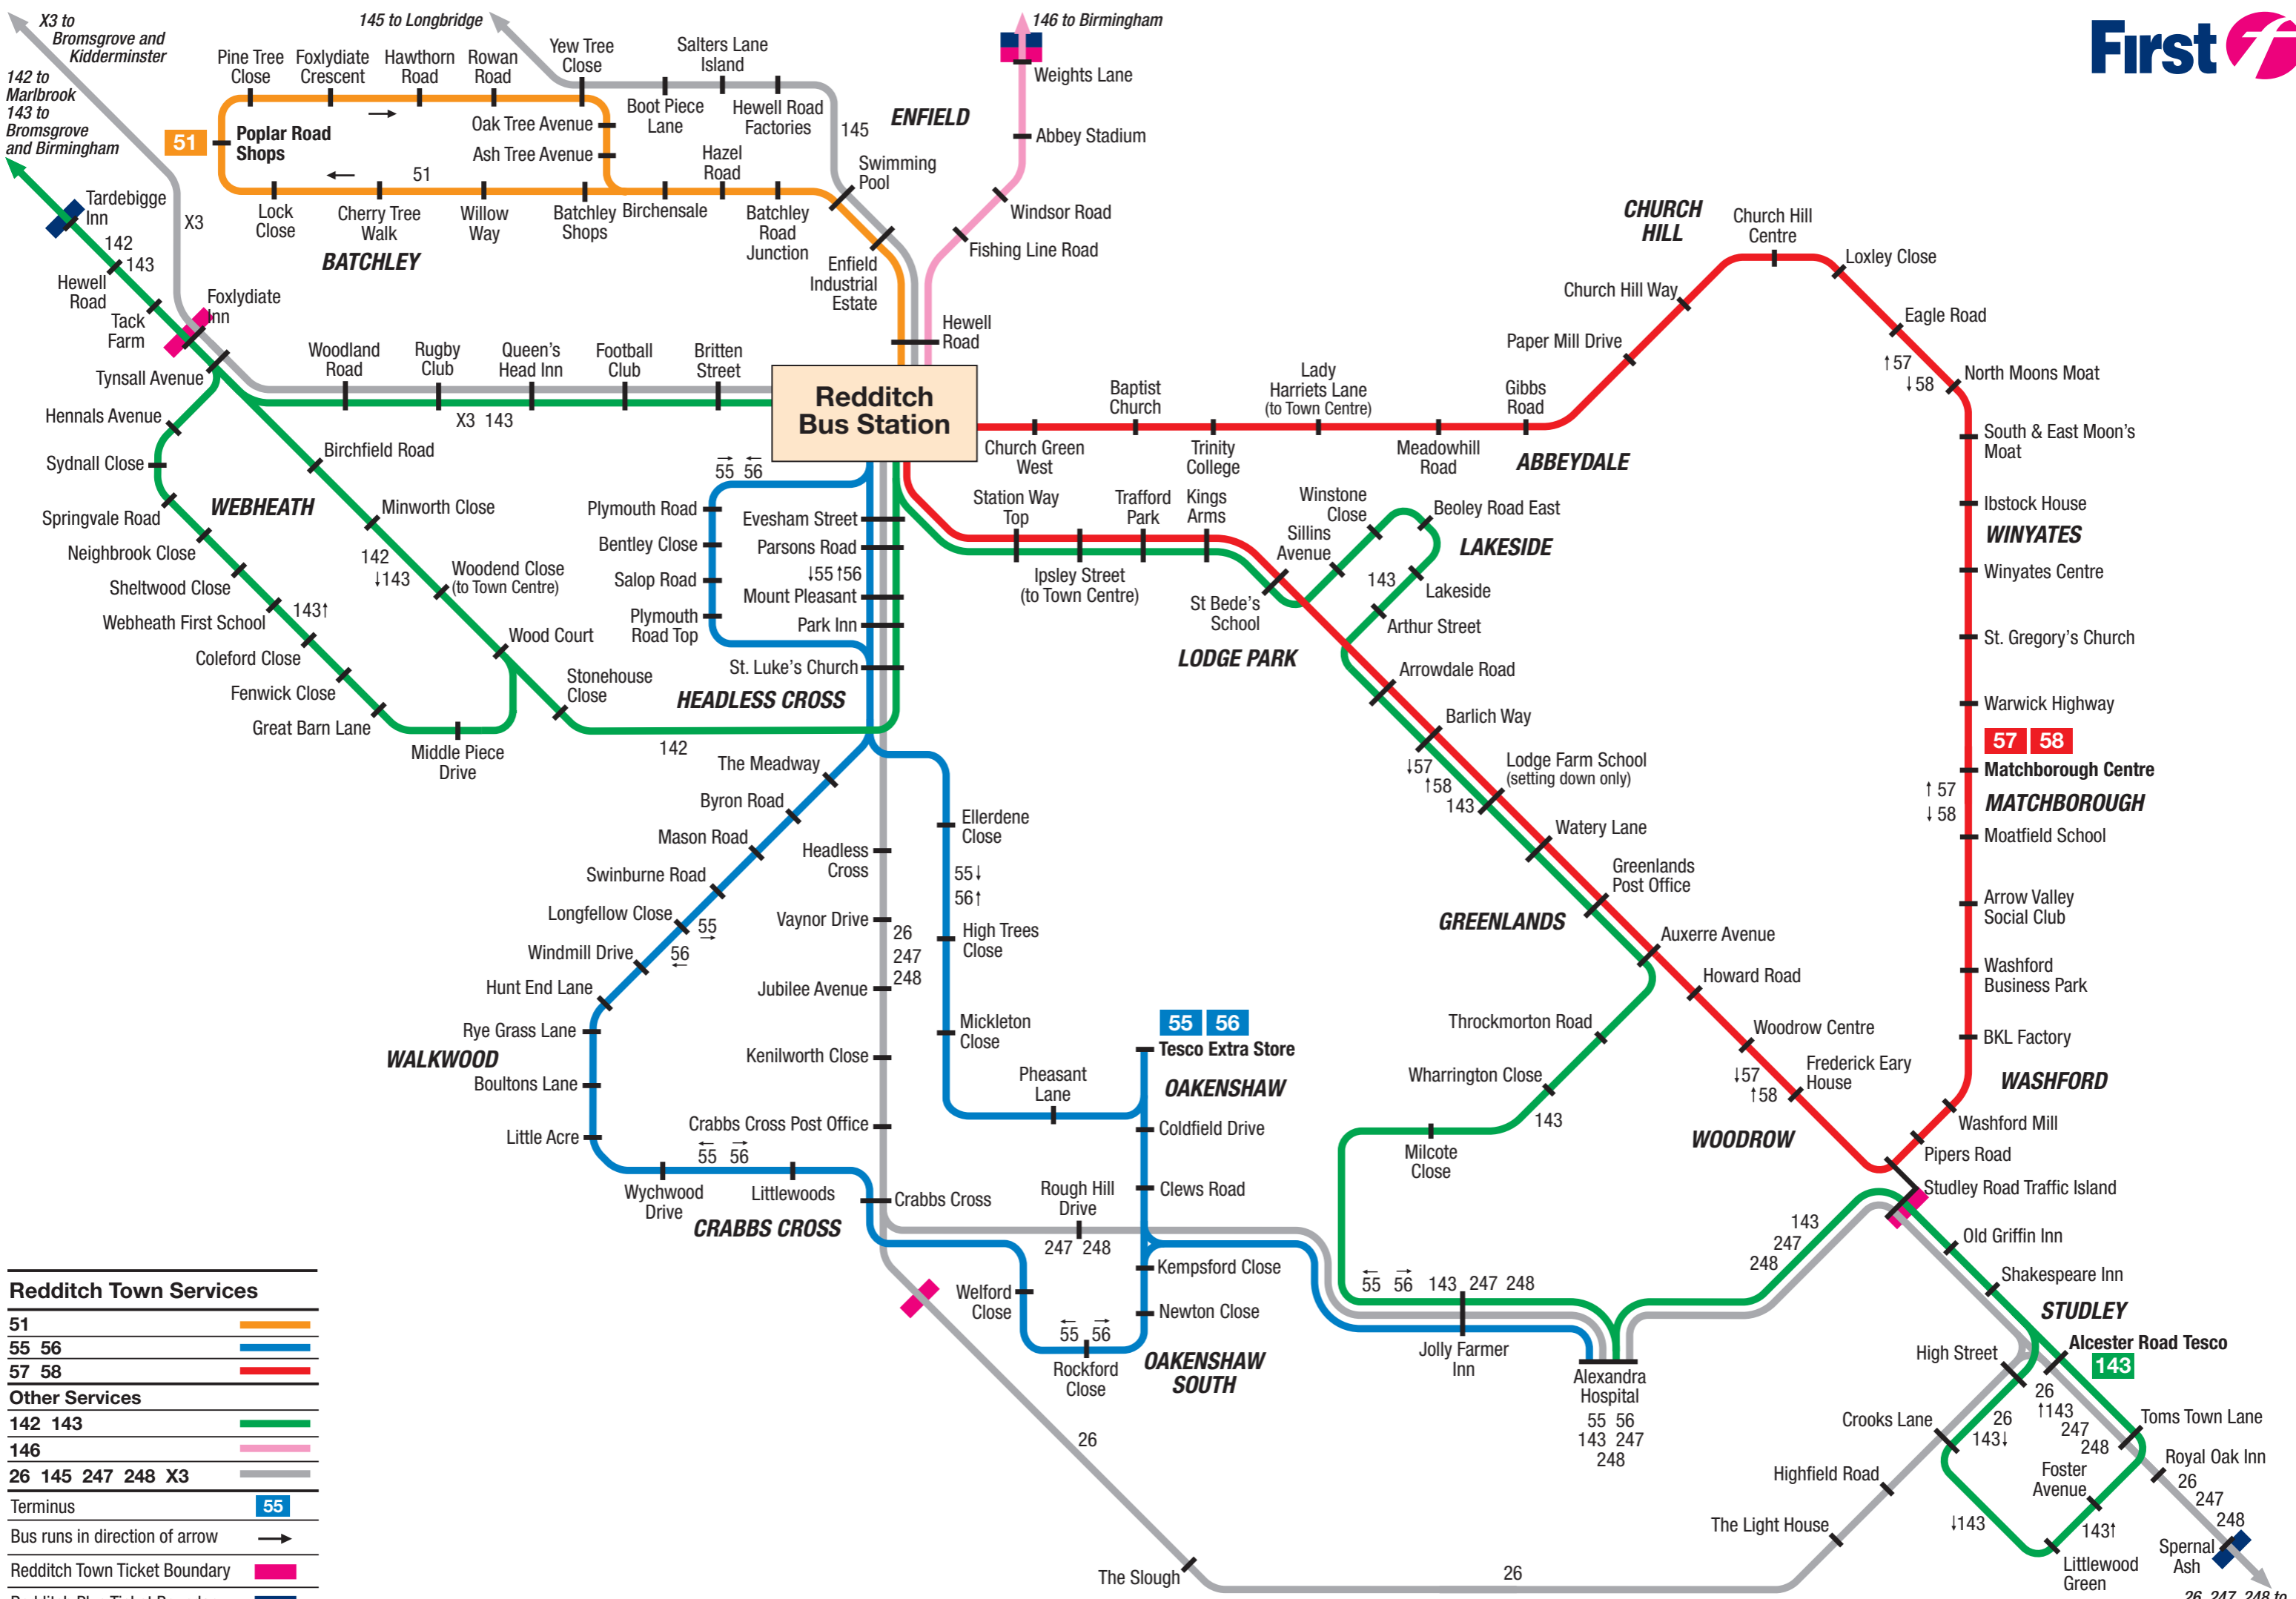 X3 to
Bromsgrove and
Kidderminster
145 to Longbridge
146 to Birmingham
First
142 to
Marlbrook
143 to
Bromsgrove
and Birmingham
Pine Tree
Close
Foxlydiate
Crescent
Hawthorn
Road
Rowan
Road
Yew Tree
Close
Salters Lane
Island
Boot Piece
Lane
Hewell Road
Factories
ENFIELD
145
Weights Lane
Abbey Stadium
Windsor Road
Fishing Line Road
51
Poplar Road
Shops
Oak Tree Avenue
Ash Tree Avenue
51
Hazel
Road
Swimming
Pool
Lock
Close
Cherry Tree
Walk
Willow
Way
Batchley
Shops
Birchensale
Batchley
Road
Junction
Enfield
Industrial
Estate
BATCHLEY
Hewell
Road
Tardebigge
Inn
X3
142
143
Hewell
Road
Tack
Farm
Foxlydiate
Inn
Tynsall Avenue
Woodland
Road
Rugby
Club
Queen's
Head Inn
Football
Club
Britten
Street
X3 143
Redditch
Bus Station
Hennals Avenue
Sydnall Close
Springvale Road
Neighbrook Close
Sheltwood Close
Webheath First School
Coleford Close
Fenwick Close
Great Barn Lane
Middle Piece
Drive
WEBHEATH
143↑
Birchfield Road
Minworth Close
142
↓143
Woodend Close
(to Town Centre)
Wood Court
Stonehouse
Close
142
→ ←
55 56
Plymouth Road
Bentley Close
Salop Road
Plymouth
Road Top
Evesham Street
Parsons Road
↓55 ↑56
Mount Pleasant
Park Inn
St. Luke's Church
HEADLESS CROSS
Church Green
West
Baptist
Church
Trinity
College
Lady
Harriets Lane
(to Town Centre)
Meadowhill
Road
Gibbs
Road
ABBEYDALE
Paper Mill Drive
Church Hill Way
CHURCH
HILL
Church Hill
Centre
Loxley Close
Eagle Road
↑57
↓58
North Moons Moat
South & East Moon's
Moat
Ibstock House
WINYATES
Winyates Centre
St. Gregory's Church
Warwick Highway
57 58
Matchborough Centre
MATCHBOROUGH
↑ 57
↓ 58
Moatfield School
Arrow Valley
Social Club
Washford
Business Park
BKL Factory
WASHFORD
Washford Mill
Pipers Road
Studley Road Traffic Island
Station Way
Top
Ipsley Street
(to Town Centre)
Trafford
Park
Kings
Arms
St Bede's
School
Sillins
Avenue
Winstone
Close
Beoley Road East
LAKESIDE
143
Lakeside
Arthur Street
LODGE PARK
Arrowdale Road
Barlich Way
↓57
↑58
143
Lodge Farm School
(setting down only)
Watery Lane
Greenlands
Post Office
GREENLANDS
Auxerre Avenue
Howard Road
Woodrow Centre
Frederick Eary
House
↓57
↑58
WOODROW
Throckmorton Road
Wharrington Close
143
Milcote
Close
The Meadway
Byron Road
Mason Road
Swinburne Road
Longfellow Close
Windmill Drive
55
→
56
←
Hunt End Lane
Rye Grass Lane
WALKWOOD
Boultons Lane
Little Acre
Wychwood
Drive
← →
55 56
Littlewoods
CRABBS CROSS
Headless
Cross
Vaynor Drive
26
247
248
Jubilee Avenue
Kenilworth Close
Crabbs Cross Post Office
Crabbs Cross
Ellerdene
Close
55↓
56↑
High Trees
Close
Mickleton
Close
Pheasant
Lane
55 56
Tesco Extra Store
OAKENSHAW
Coldfield Drive
Clews Road
Rough Hill
Drive
247 248
Kempsford Close
Newton Close
Welford
Close
← →
55 56
Rockford
Close
OAKENSHAW
SOUTH
← →
55 56 143 247 248
Jolly Farmer
Inn
Alexandra
Hospital
55 56
143 247
248
143
247
248
Old Griffin Inn
Shakespeare Inn
STUDLEY
Alcester Road Tesco
143
High Street
26
↑143
247
248
Crooks Lane
26
143↓
Toms Town Lane
Royal Oak Inn
26
247
248
Foster
Avenue
143↑
↓143
Littlewood
Green
Spernal
Ash
Highfield Road
The Light House
26
The Slough
26
26 247 248 to
Redditch Town Services
51
55 56
57 58
Other Services
142 143
146
26 145 247 248 X3
Terminus 55
Bus runs in direction of arrow →
Redditch Town Ticket Boundary